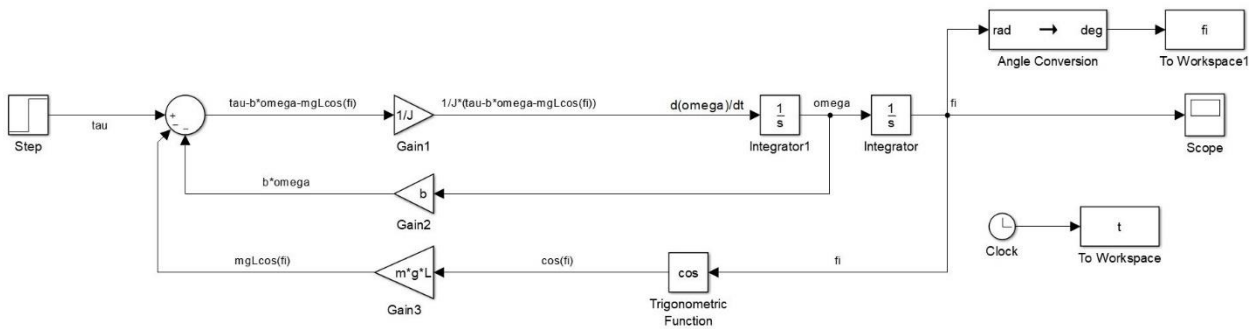 rad → deg
fi
Angle Conversion
To Workspace1
tau
Step
+
−
−
tau-b*omega-mgLcos(fi)
1/J
Gain1
1/J*(tau-b*omega-mgLcos(fi))
d(omega)/dt
1
s
Integrator1
omega
1
s
Integrator
fi
Scope
b*omega
b
Gain2
Clock
t
To Workspace
mgLcos(fi)
m*g*L
Gain3
cos(fi)
cos
Trigonometric
Function
fi